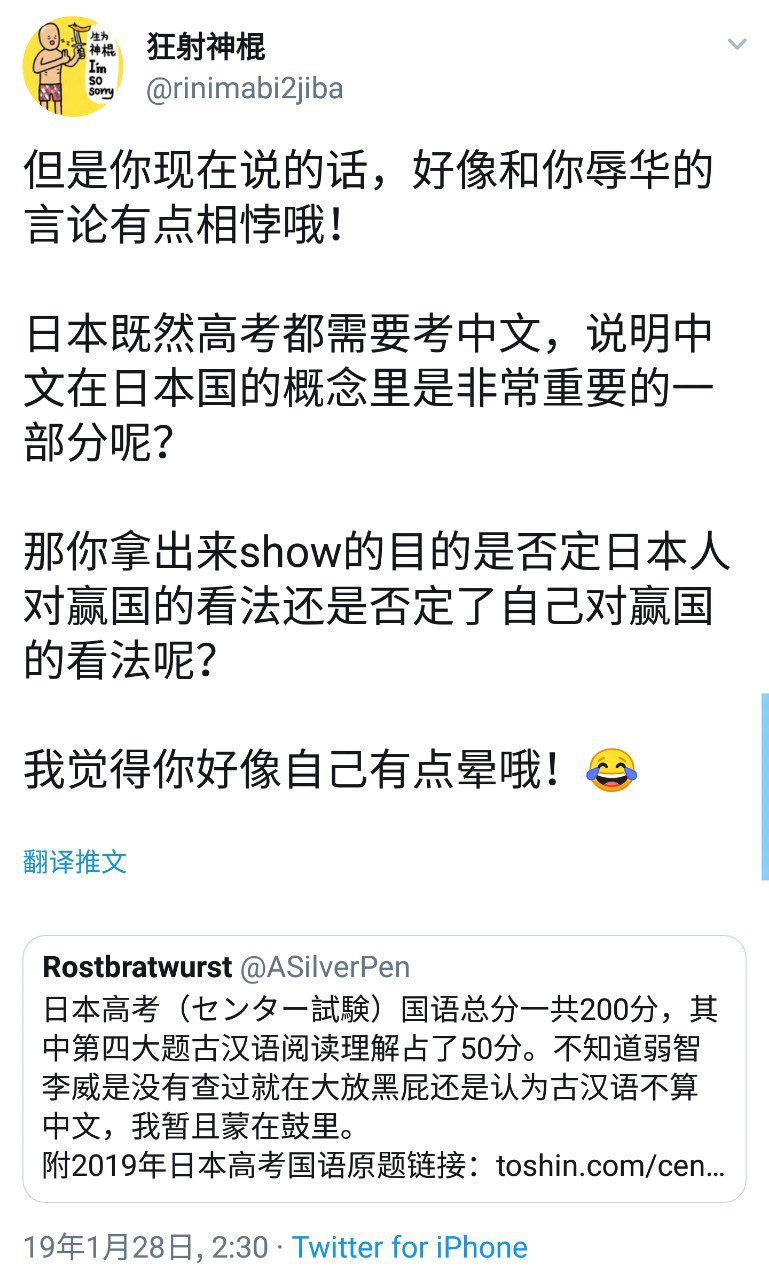 狂射神棍
@rinimabi2jiba
生为
神棍
I'm
so
sorry
但是你现在说的话，好像和你辱华的
言论有点相悖哦！
日本既然高考都需要考中文，说明中
文在日本国的概念里是非常重要的一
部分呢？
那你拿出来show的目的是否定日本人
对赢国的看法还是否定了自己对赢国
的看法呢？
我觉得你好像自己有点晕哦！😂
翻译推文
Rostbratwurst @ASilverPen
日本高考（センター試験）国语总分一共200分，其
中第四大题古汉语阅读理解占了50分。不知道弱智
李威是没有查过就在大放黑屁还是认为古汉语不算
中文，我暂且蒙在鼓里。
附2019年日本高考国语原题链接：toshin.com/cen...
19年1月28日, 2:30 · Twitter for iPhone